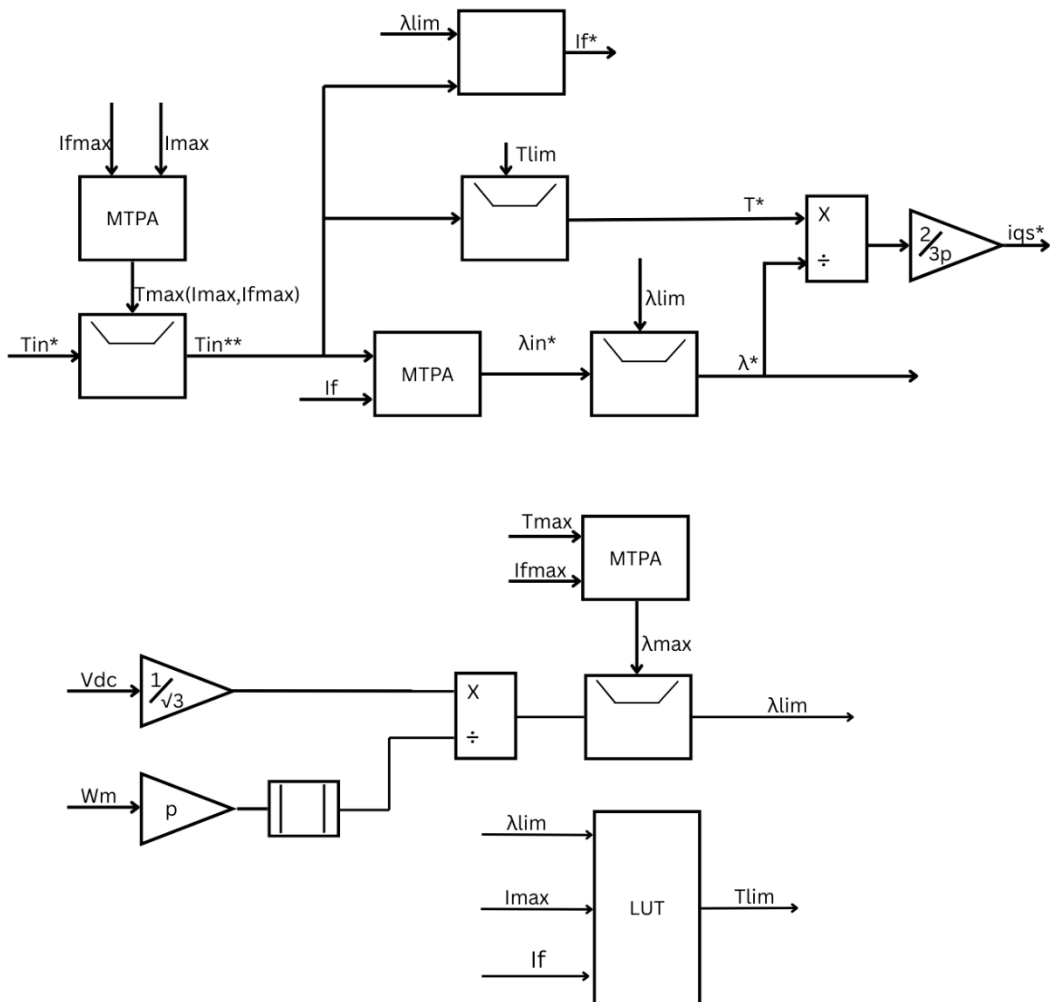 λlim
If*
Ifmax
Imax
Tlim
MTPA
T*
X
÷
2/3p
iqs*
Tmax(Imax,Ifmax)
λlim
Tin*
Tin**
λin*
MTPA
If
λ*
Tmax
MTPA
Ifmax
λmax
Vdc
1/√3
X
÷
λlim
Wm
p
λlim
Imax
LUT
Tlim
If